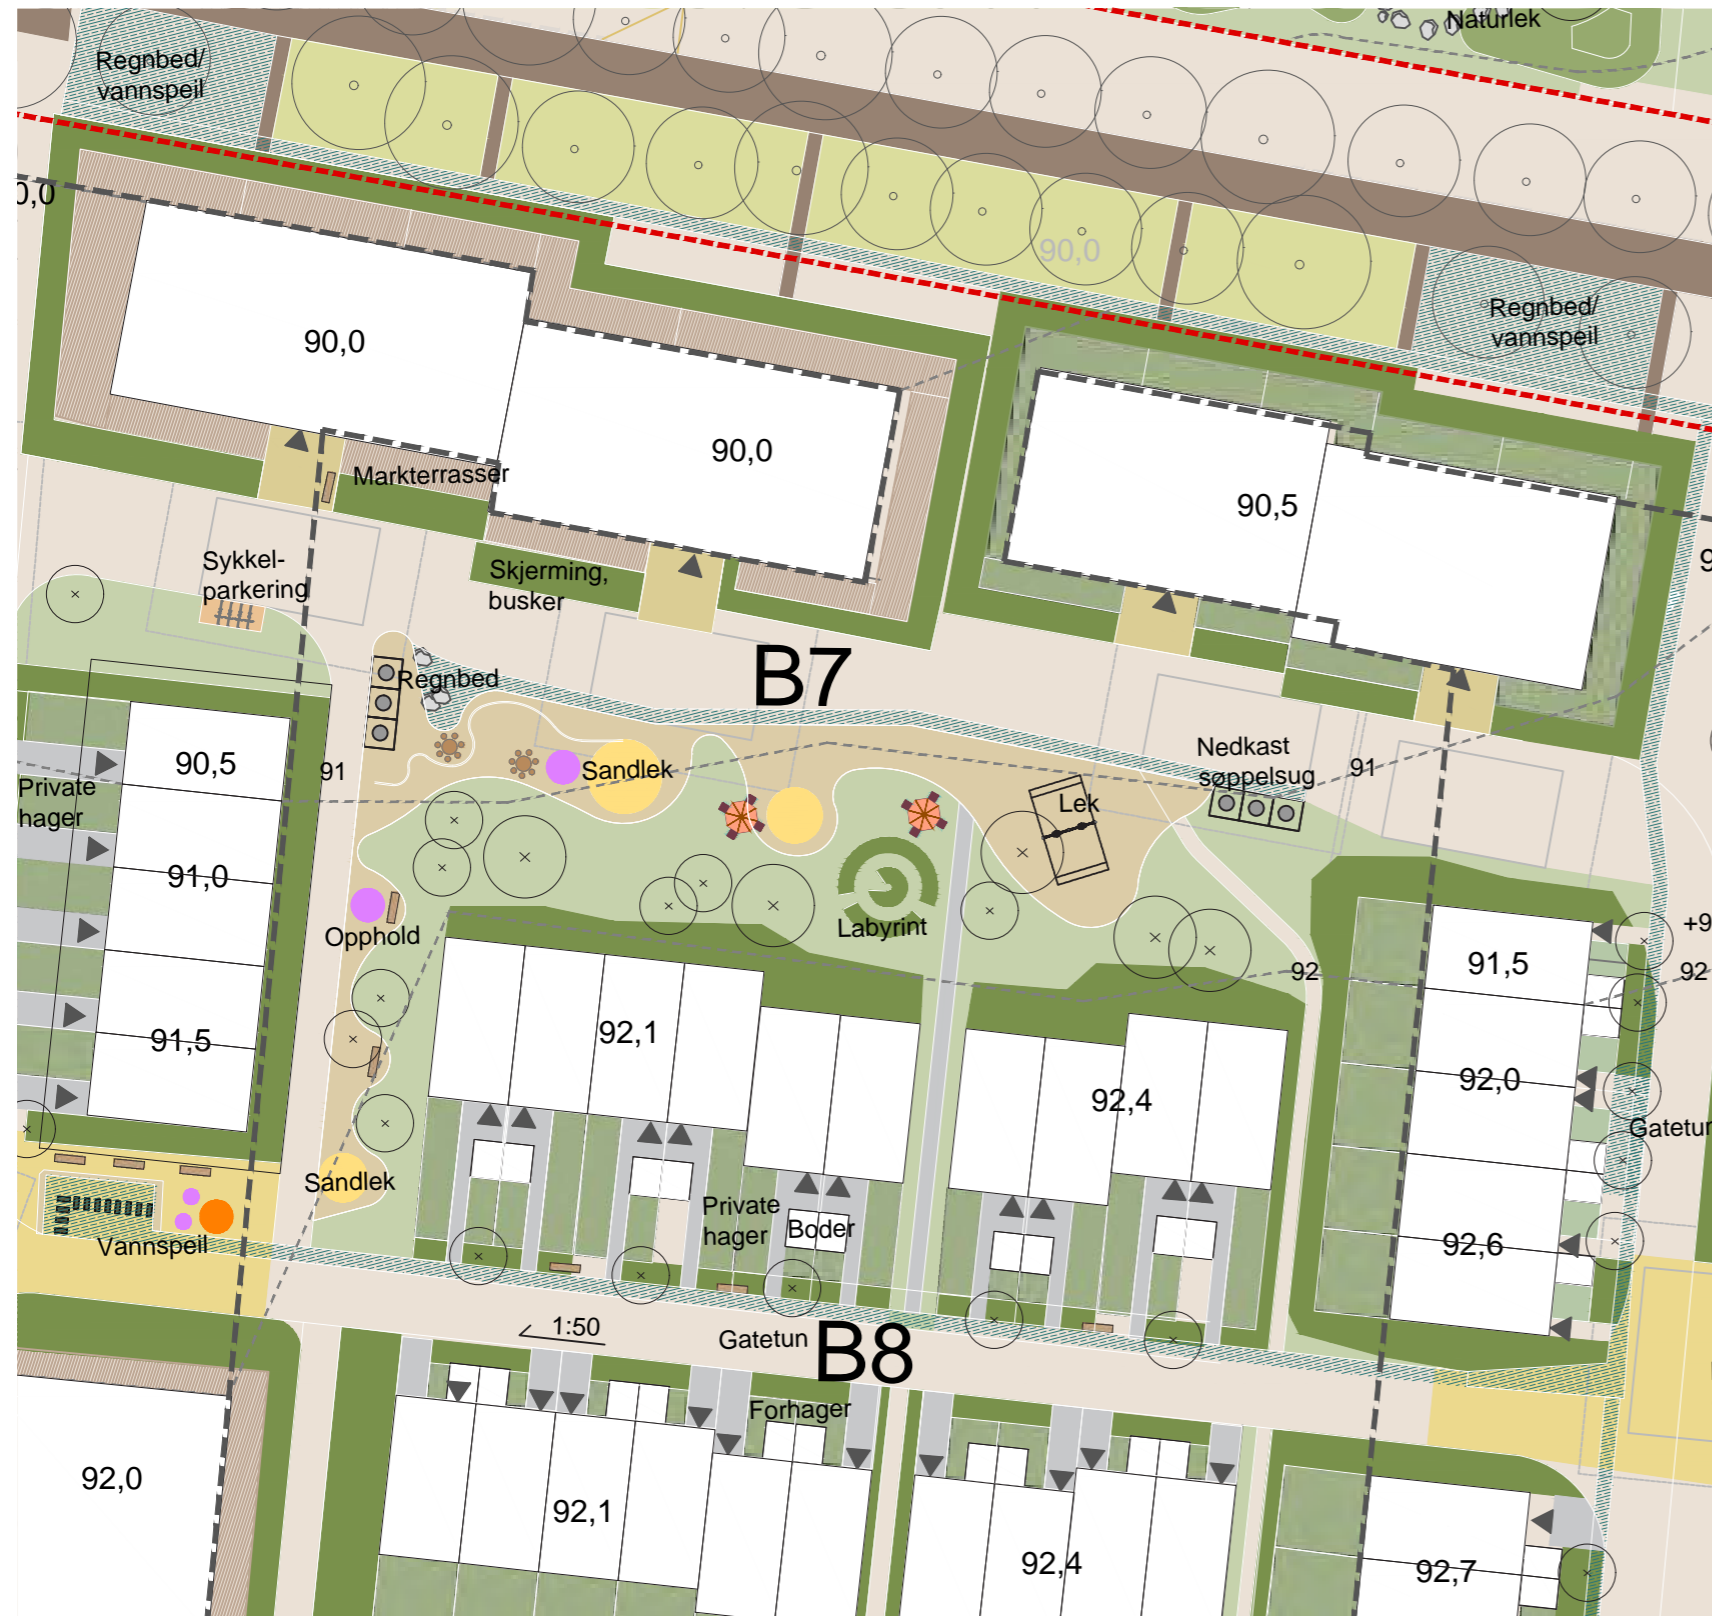 Naturlek
Regnbed/
vannspeil
0,0
90,0
90,0
Regnbed/
vannspeil
90,0
90,5
Markterrasser
Sykkel-
parkering
Skjerming,
busker
B7
Regnbed
90,5
91
Sandlek
Nedkast
søppelsug
91
Private
hager
Lek
91,0
Opphold
Labyrint
+9
91,5
92
92
91,5
92,1
92,4
92,0
Gatetun
Sandlek
Private
hager
Boder
Vannspeil
92,6
1:50
Gatetun
B8
Forhager
92,0
92,1
92,4
92,7